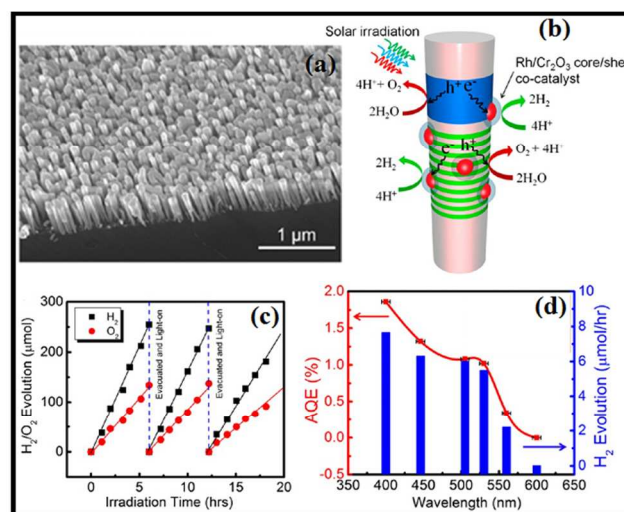 (a)
1 μm
(b)
Solar irradiation
Rh/Cr₂O₃ core/she
co-catalyst
4H⁺+ O₂
2H₂O
h⁺ e⁻
2H₂
4H⁺
e⁻ h⁺
2H₂
4H⁺
O₂ + 4H⁺
2H₂O
(c)
H₂/O₂ Evolution (μmol)
300
200
100
0
H₂
O₂
Evacuated and Light-on
Evacuated and Light-on
0 5 10 15 20
Irradiation Time (hrs)
(d)
AQE (%)
2.0
1.5
1.0
0.5
0.0
-0.5
10
8
6
4
2
0
H₂ Evolution (μmol/hr)
350 400 450 500 550 600 650
Wavelength (nm)